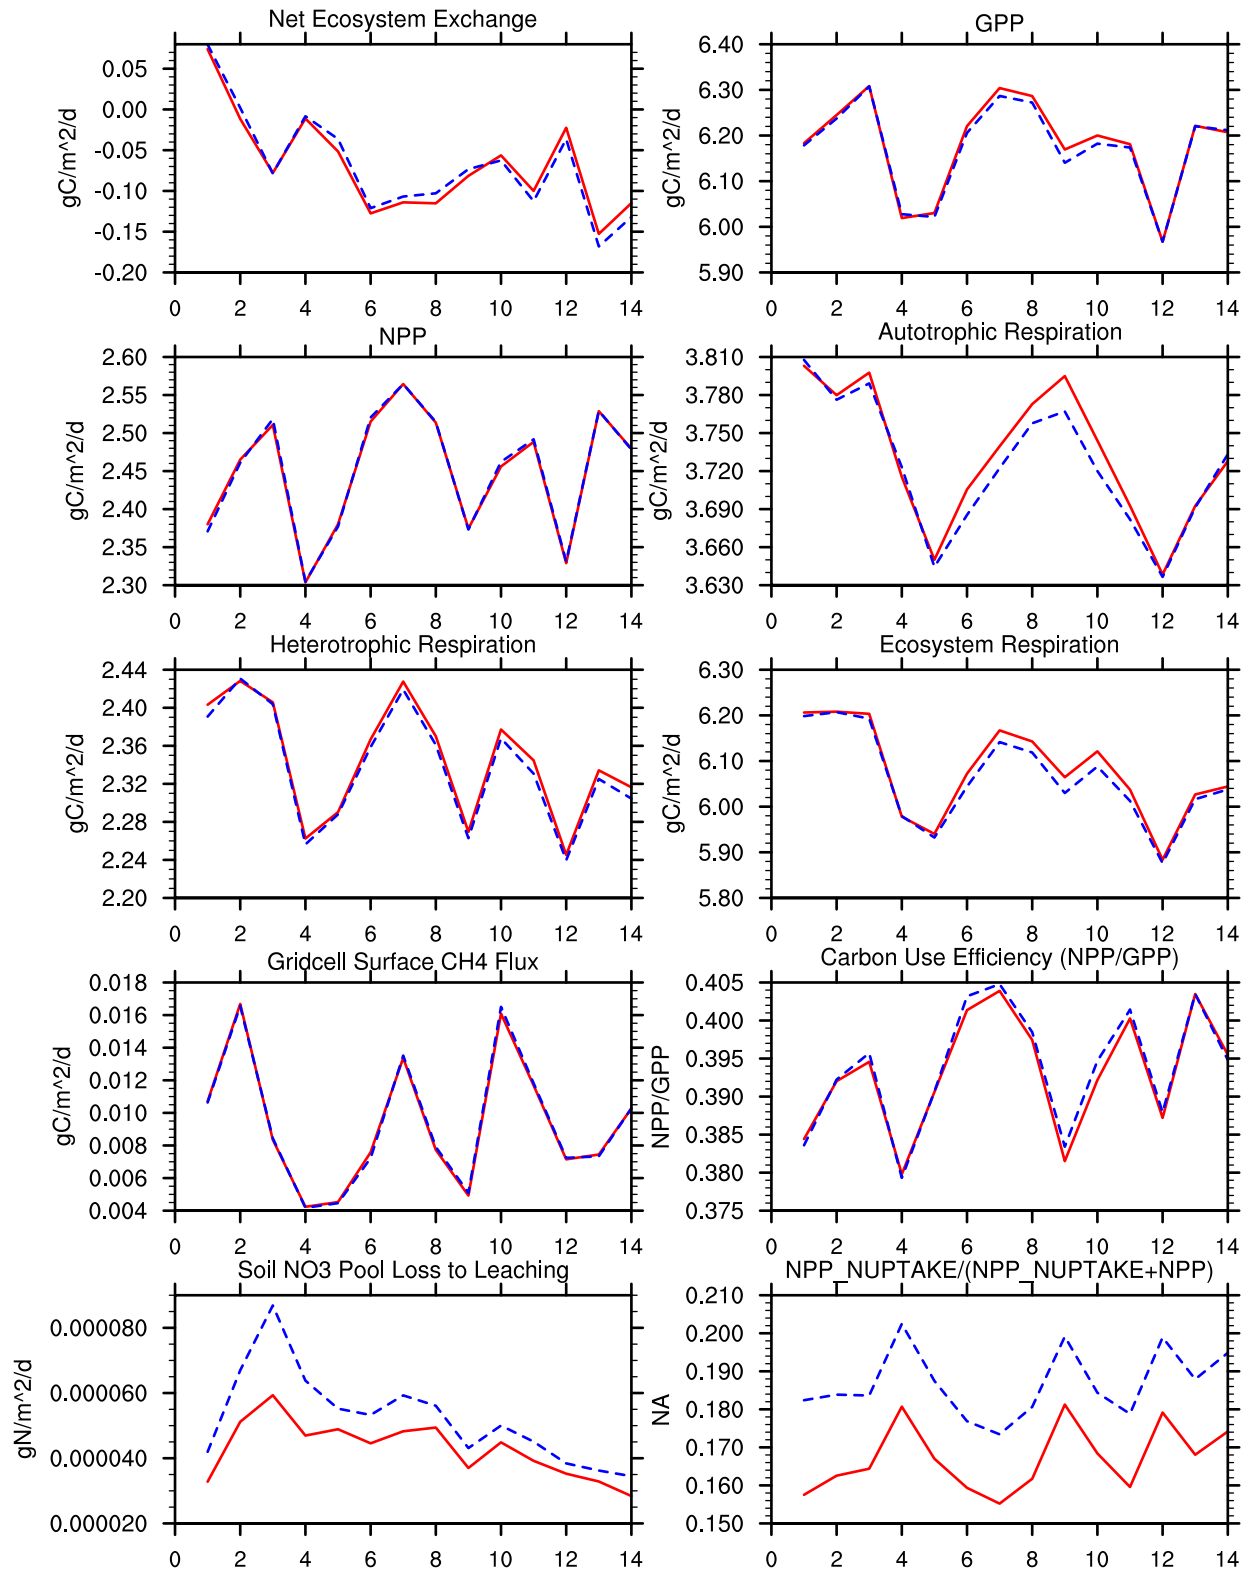 Net Ecosystem Exchange
gC/m^2/d
0.05
0.00
-0.05
-0.10
-0.15
-0.20
0 2 4 6 8 10 12 14
GPP
gC/m^2/d
6.40
6.30
6.20
6.10
6.00
5.90
0 2 4 6 8 10 12 14
NPP
gC/m^2/d
2.60
2.55
2.50
2.45
2.40
2.35
2.30
0 2 4 6 8 10 12 14
Autotrophic Respiration
gC/m^2/d
3.810
3.780
3.750
3.720
3.690
3.660
3.630
0 2 4 6 8 10 12 14
Heterotrophic Respiration
gC/m^2/d
2.44
2.40
2.36
2.32
2.28
2.24
2.20
0 2 4 6 8 10 12 14
Ecosystem Respiration
gC/m^2/d
6.30
6.20
6.10
6.00
5.90
5.80
0 2 4 6 8 10 12 14
Gridcell Surface CH4 Flux
gC/m^2/d
0.018
0.016
0.014
0.012
0.010
0.008
0.006
0.004
0 2 4 6 8 10 12 14
Carbon Use Efficiency (NPP/GPP)
NPP/GPP
0.405
0.400
0.395
0.390
0.385
0.380
0.375
0 2 4 6 8 10 12 14
Soil NO3 Pool Loss to Leaching
gN/m^2/d
0.000080
0.000060
0.000040
0.000020
0 2 4 6 8 10 12 14
NPP_NUPTAKE/(NPP_NUPTAKE+NPP)
NA
0.210
0.200
0.190
0.180
0.170
0.160
0.150
0 2 4 6 8 10 12 14